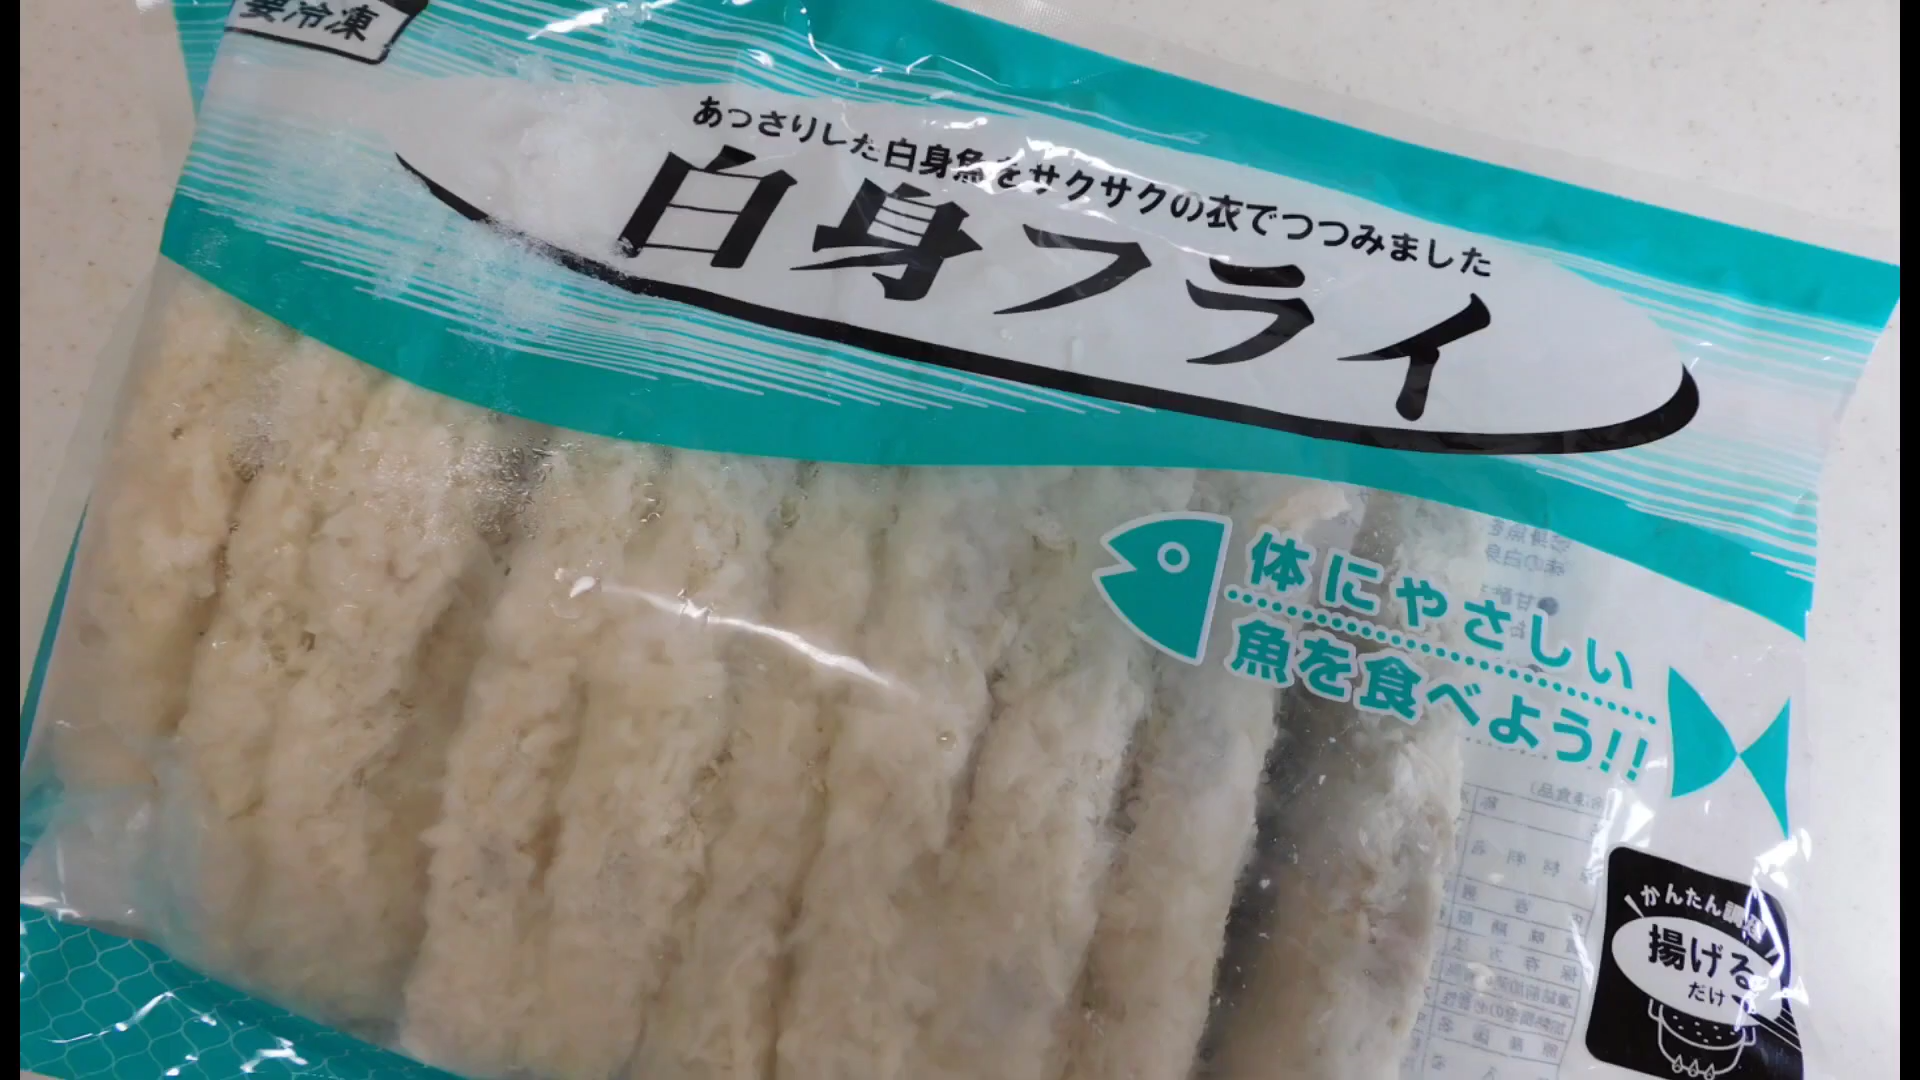 要冷凍
あっさりした白身魚をサクサクの衣でつつみました
白身フライ
体にやさしい
魚を食べよう!!
かんたん調理
揚げる
だけ